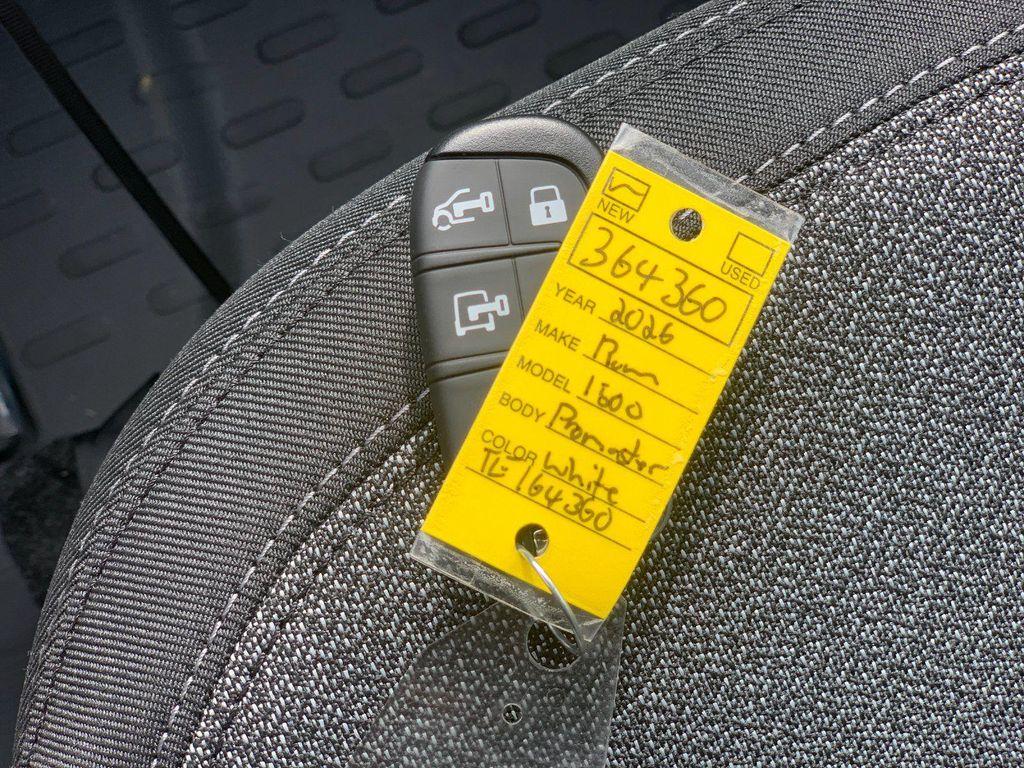 NEW
USED
364360
YEAR 2026
MAKE Ram
MODEL 1500
BODY Promaster
COLOR White
TL: 164360